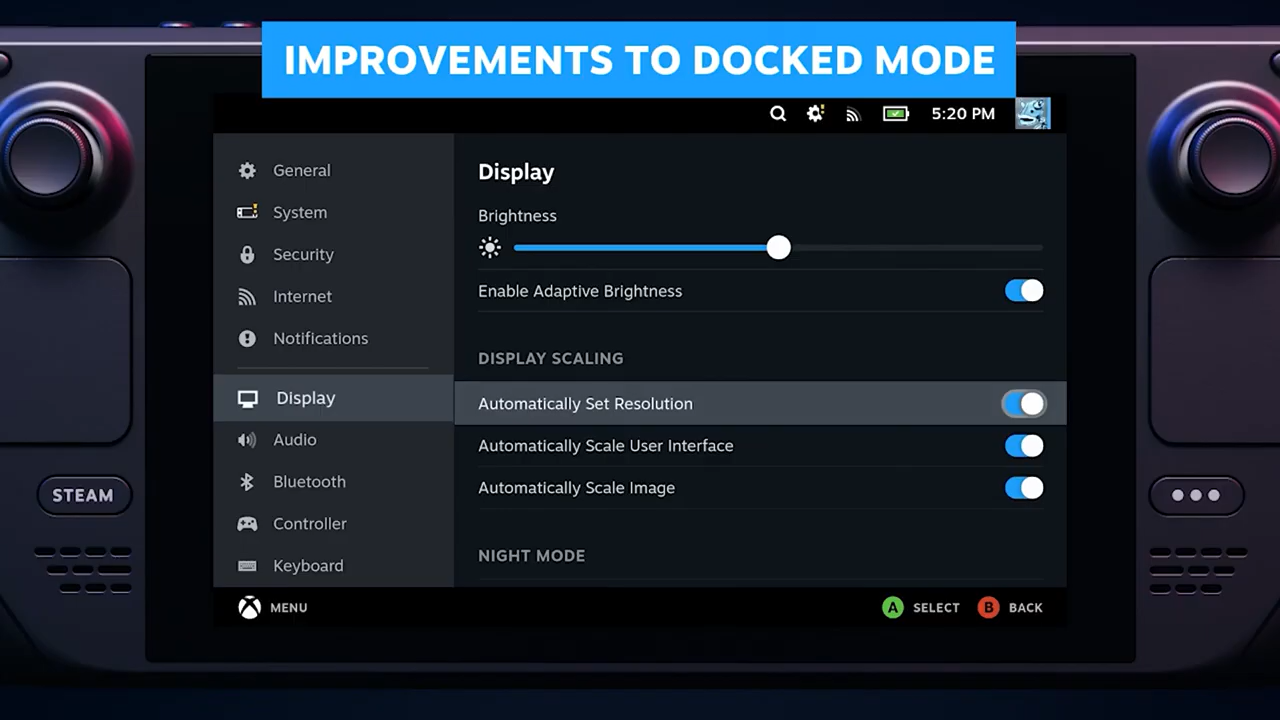 IMPROVEMENTS TO DOCKED MODE
5:20 PM
General
System
Security
Internet
Notifications
Display
Audio
Bluetooth
Controller
Keyboard
Display
Brightness
Enable Adaptive Brightness
DISPLAY SCALING
Automatically Set Resolution
Automatically Scale User Interface
Automatically Scale Image
NIGHT MODE
STEAM
MENU
A SELECT B BACK